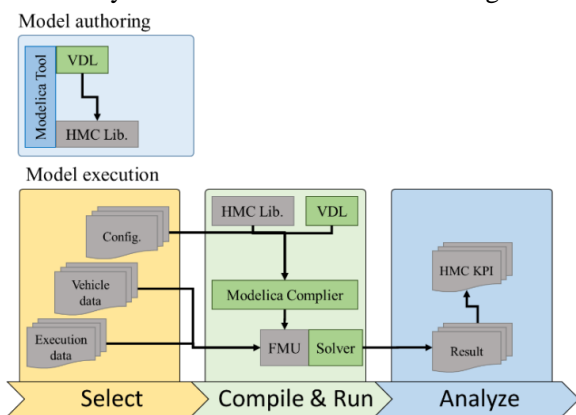 Model authoring
Modelica Tool
VDL
HMC Lib.
Model execution
Config.
Vehicle
data
Execution
data
HMC Lib.
VDL
Modelica Complier
FMU
Solver
HMC KPI
Result
Select
Compile & Run
Analyze